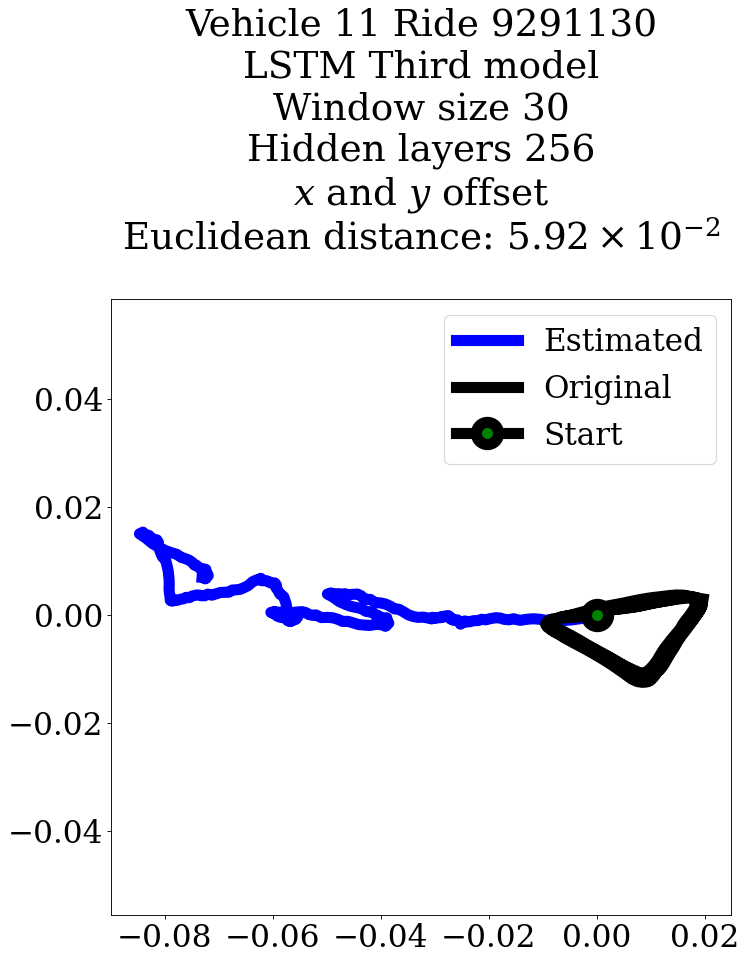 Vehicle 11 Ride 9291130
LSTM Third model
Window size 30
Hidden layers 256
x and y offset
Euclidean distance: 5.92 × 10⁻²
Estimated
Original
Start
0.04
0.02
0.00
−0.02
−0.04
−0.08 −0.06 −0.04 −0.02 0.00 0.02